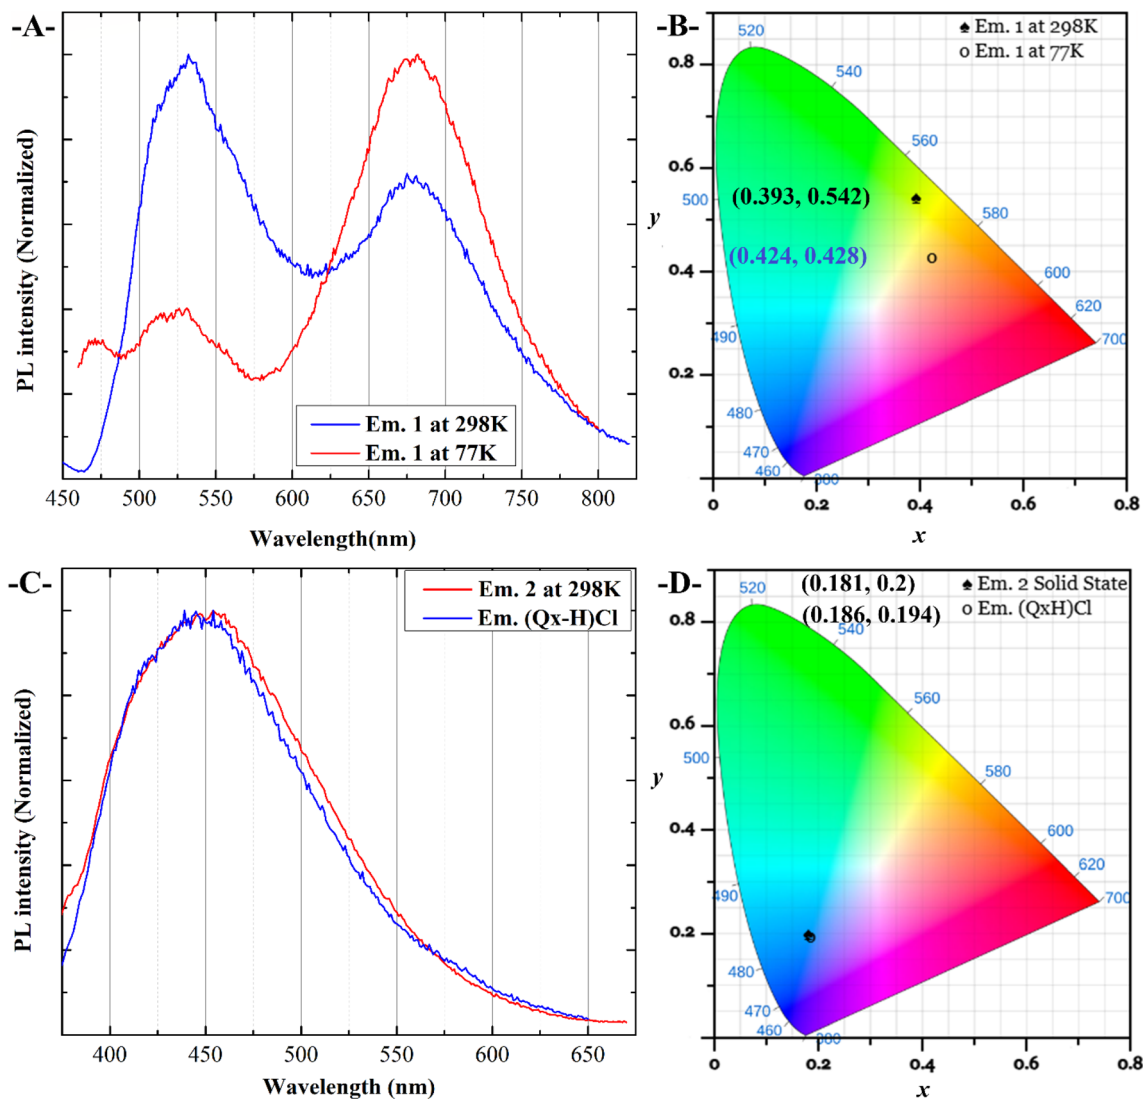 -A-
PL intensity (Normalized)
Em. 1 at 298K
Em. 1 at 77K
450 500 550 600 650 700 750 800
Wavelength(nm)
-B-
♠ Em. 1 at 298K
o Em. 1 at 77K
520
540
560
580
600
620
700
500
490
480
470
460
380
(0.393, 0.542)
(0.424, 0.428)
0.8
0.6
y
0.4
0.2
0 0.2 0.4 0.6 0.8
x
-C-
PL intensity (Normalized)
Em. 2 at 298K
Em. (Qx-H)Cl
400 450 500 550 600 650
Wavelength (nm)
-D-
(0.181, 0.2)
(0.186, 0.194)
♠ Em. 2 Solid State
o Em. (QxH)Cl
520
540
560
580
600
620
700
500
490
480
470
460
380
0.8
0.6
y
0.4
0.2
0 0.2 0.4 0.6 0.8
x